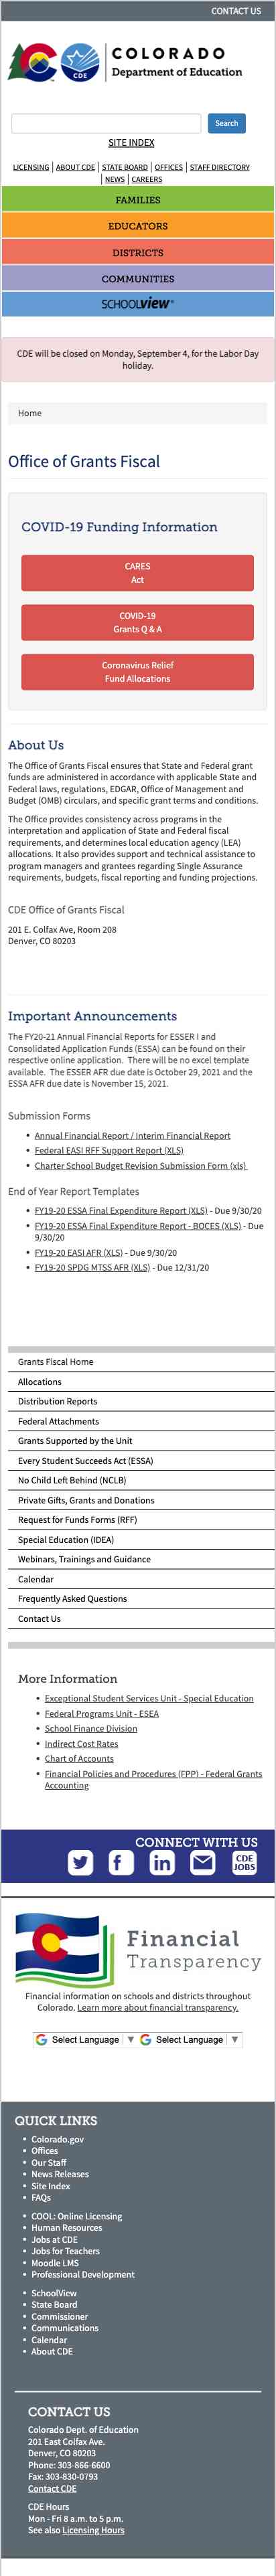 CONTACT US
COLORADO
Department of Education
CDE
Search
SITE INDEX
LICENSING | ABOUT CDE | STATE BOARD | OFFICES | STAFF DIRECTORY
| NEWS | CAREERS
FAMILIES
EDUCATORS
DISTRICTS
COMMUNITIES
SCHOOLVIEW®
CDE will be closed on Monday, September 4, for the Labor Day
holiday.
Home
Office of Grants Fiscal
COVID-19 Funding Information
CARES
Act
COVID-19
Grants Q & A
Coronavirus Relief
Fund Allocations
About Us
The Office of Grants Fiscal ensures that State and Federal grant
funds are administered in accordance with applicable State and
Federal laws, regulations, EDGAR, Office of Management and
Budget (OMB) circulars, and specific grant terms and conditions.
The Office provides consistency across programs in the
interpretation and application of State and Federal fiscal
requirements, and determines local education agency (LEA)
allocations. It also provides support and technical assistance to
program managers and grantees regarding Single Assurance
requirements, budgets, fiscal reporting and funding projections.
CDE Office of Grants Fiscal
201 E. Colfax Ave, Room 208
Denver, CO 80203
Important Announcements
The FY20-21 Annual Financial Reports for ESSER I and
Consolidated Application Funds (ESSA) can be found on their
respective online application. There will be no excel template
available. The ESSER AFR due date is October 29, 2021 and the
ESSA AFR due date is November 15, 2021.
Submission Forms
• Annual Financial Report / Interim Financial Report
• Federal EASI RFF Support Report (XLS)
• Charter School Budget Revision Submission Form (xls)
End of Year Report Templates
• FY19-20 ESSA Final Expenditure Report (XLS) - Due 9/30/20
• FY19-20 ESSA Final Expenditure Report - BOCES (XLS) - Due
9/30/20
• FY19-20 EASI AFR (XLS) - Due 9/30/20
• FY19-20 SPDG MTSS AFR (XLS) - Due 12/31/20
Grants Fiscal Home
Allocations
Distribution Reports
Federal Attachments
Grants Supported by the Unit
Every Student Succeeds Act (ESSA)
No Child Left Behind (NCLB)
Private Gifts, Grants and Donations
Request for Funds Forms (RFF)
Special Education (IDEA)
Webinars, Trainings and Guidance
Calendar
Frequently Asked Questions
Contact Us
More Information
• Exceptional Student Services Unit - Special Education
• Federal Programs Unit - ESEA
• School Finance Division
• Indirect Cost Rates
• Chart of Accounts
• Financial Policies and Procedures (FPP) - Federal Grants
Accounting
CONNECT WITH US
CDE
JOBS
Financial
Transparency
Financial information on schools and districts throughout
Colorado. Learn more about financial transparency.
Select Language | ▼ Select Language | ▼
QUICK LINKS
• Colorado.gov
• Offices
• Our Staff
• News Releases
• Site Index
• FAQs
• COOL: Online Licensing
• Human Resources
• Jobs at CDE
• Jobs for Teachers
• Moodle LMS
• Professional Development
• SchoolView
• State Board
• Commissioner
• Communications
• Calendar
• About CDE
CONTACT US
Colorado Dept. of Education
201 East Colfax Ave.
Denver, CO 80203
Phone: 303-866-6600
Fax: 303-830-0793
Contact CDE
CDE Hours
Mon - Fri 8 a.m. to 5 p.m.
See also Licensing Hours